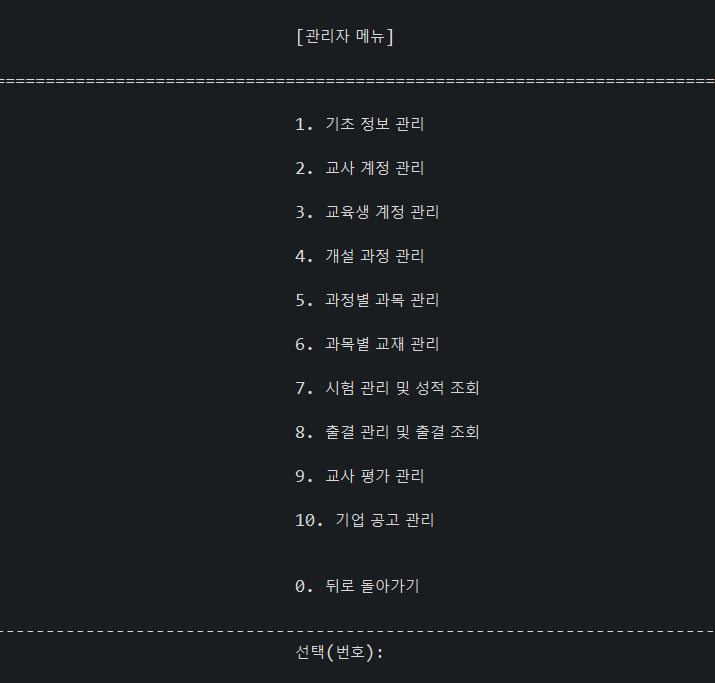 [관리자 메뉴]
========================================================================
1. 기초 정보 관리
2. 교사 계정 관리
3. 교육생 계정 관리
4. 개설 과정 관리
5. 과정별 과목 관리
6. 과목별 교재 관리
7. 시험 관리 및 성적 조회
8. 출결 관리 및 출결 조회
9. 교사 평가 관리
10. 기업 공고 관리
0. 뒤로 돌아가기
------------------------------------------------------------------------
선택(번호):